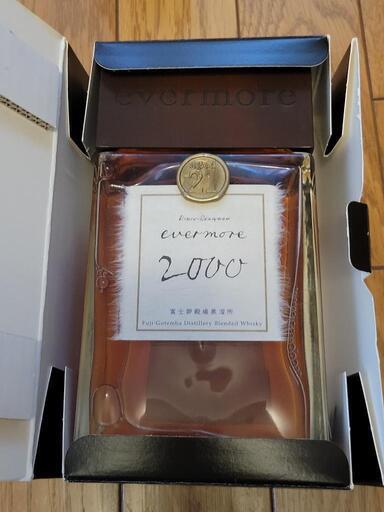 evermore
21
Kirin-Seagram
evermore
2000
富士御殿場蒸溜所
Fuji-Gotemba Distillery Blended Whisky